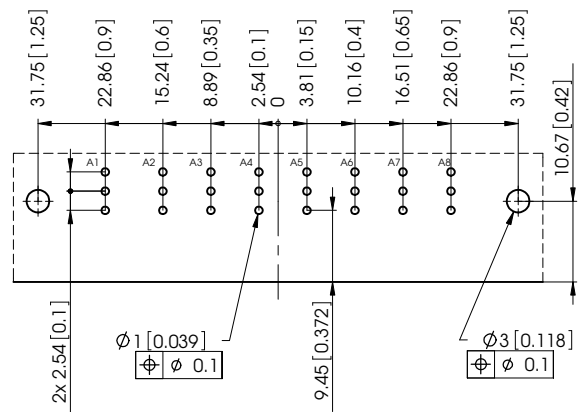 31.75 [1.25]
22.86 [0.9]
15.24 [0.6]
8.89 [0.35]
2.54 [0.1]
0
3.81 [0.15]
10.16 [0.4]
16.51 [0.65]
22.86 [0.9]
31.75 [1.25]
10.67 [0.42]
A1
A2
A3
A4
A5
A6
A7
A8
2x 2.54 [0.1]
Ø1 [0.039]
⌖ Ø 0.1
9.45 [0.372]
Ø3 [0.118]
⌖ Ø 0.1